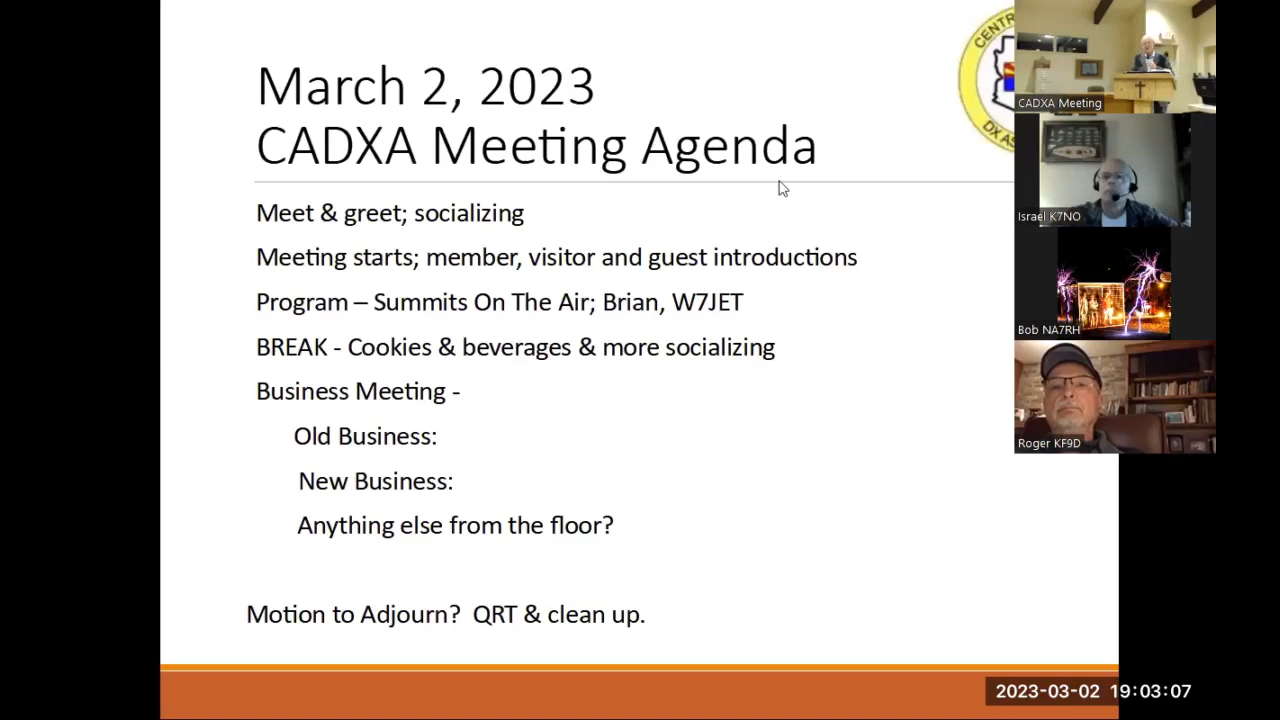 March 2, 2023
CADXA Meeting Agenda
Meet & greet; socializing
Meeting starts; member, visitor and guest introductions
Program – Summits On The Air; Brian, W7JET
BREAK - Cookies & beverages & more socializing
Business Meeting -
Old Business:
New Business:
Anything else from the floor?
Motion to Adjourn?  QRT & clean up.
CADXA Meeting
Israel K7NO
Bob NA7RH
Roger KF9D
2023-03-02 19:03:07